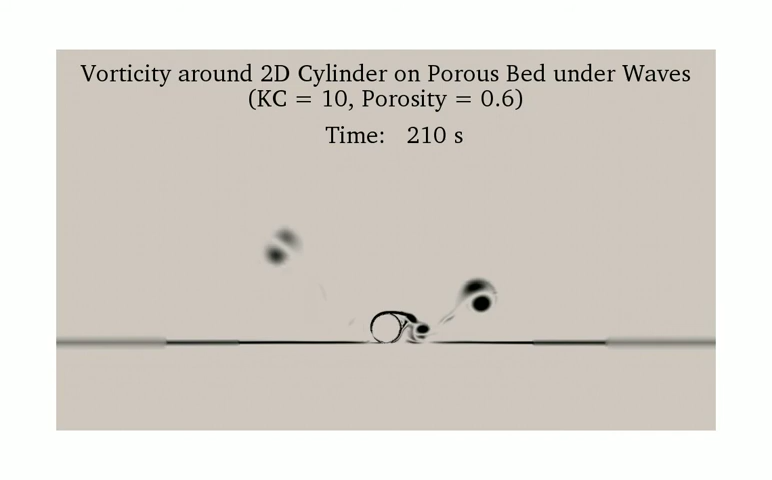 Vorticity around 2D Cylinder on Porous Bed under Waves
(KC = 10, Porosity = 0.6)
Time: 210 s